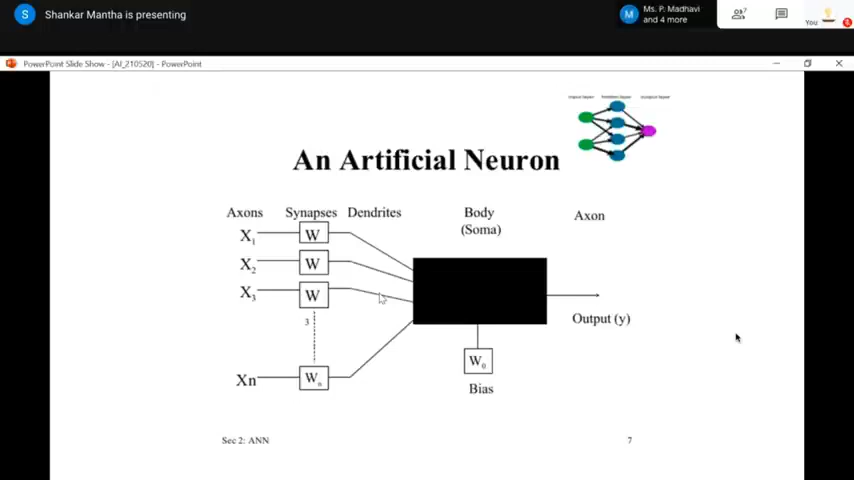 S Shankar Mantha is presenting
M Ms. P. Madhavi
and 4 more
7
You
PowerPoint Slide Show - [AI_210520] - PowerPoint
An Artificial Neuron
Axons Synapses Dendrites Body Axon
(Soma)
X1 W
X2 W
X3 W
3
Output (y)
Xn Wn
W0
Bias
Sec 2: ANN 7